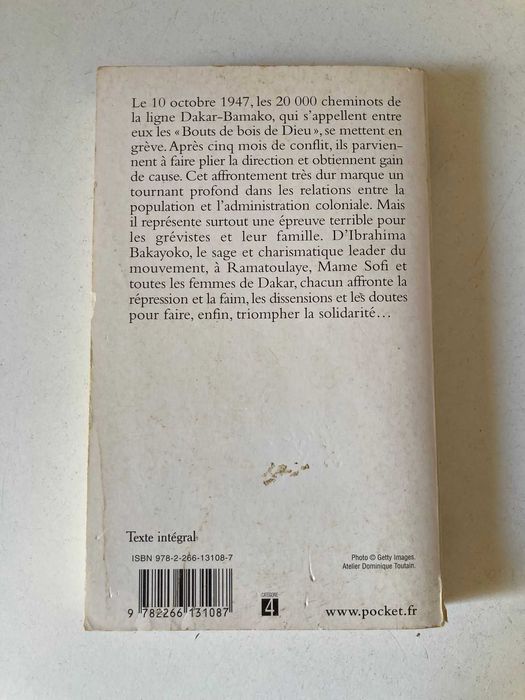 Le 10 octobre 1947, les 20 000 cheminots de
la ligne Dakar-Bamako, qui s'appellent entre
eux les « Bouts de bois de Dieu », se mettent en
grève. Après cinq mois de conflit, ils parvien-
nent à faire plier la direction et obtiennent gain
de cause. Cet affrontement très dur marque un
tournant profond dans les relations entre la
population et l'administration coloniale. Mais
il représente surtout une épreuve terrible pour
les grévistes et leur famille. D'Ibrahima
Bakayoko, le sage et charismatique leader du
mouvement, à Ramatoulaye, Mame Sofi et
toutes les femmes de Dakar, chacun affronte la
répression et la faim, les dissensions et les doutes
pour faire, enfin, triompher la solidarité…
Texte intégral
ISBN 978-2-266-13108-7
Photo © Getty Images.
Atelier Dominique Toutain.
9 782266 131087
CATÉGORIE
4
www.pocket.fr